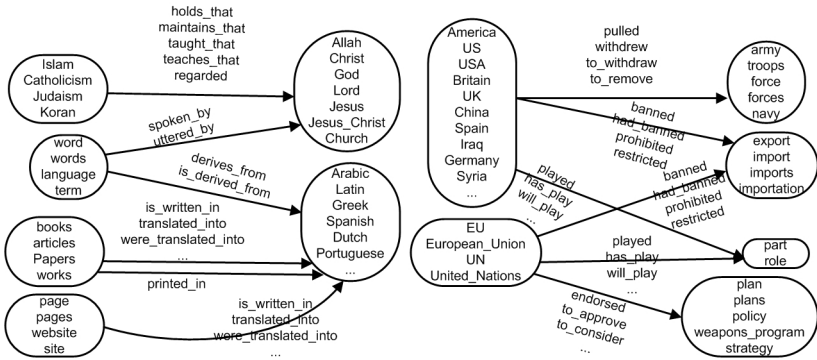 holds_that
maintains_that
taught_that
teaches_that
regarded
Islam
Catholicism
Judaism
Koran
Allah
Christ
God
Lord
Jesus
Jesus_Christ
Church
spoken_by
uttered_by
word
words
language
term
derives_from
is_derived_from
Arabic
Latin
Greek
Spanish
Dutch
Portuguese
...
is_written_in
translated_into
were_translated_into
...
books
articles
Papers
works
printed_in
page
pages
website
site
is_written_in
translated_into
were_translated_into
...
America
US
USA
Britain
UK
China
Spain
Iraq
Germany
Syria
...
pulled
withdrew
to_withdraw
to_remove
army
troops
force
forces
navy
banned
had_banned
prohibited
restricted
export
import
imports
importation
played
has_play
will_play
...
banned
had_banned
prohibited
restricted
EU
European_Union
UN
United_Nations
played
has_play
will_play
...
part
role
endorsed
to_approve
to_consider
...
plan
plans
policy
weapons_program
strategy